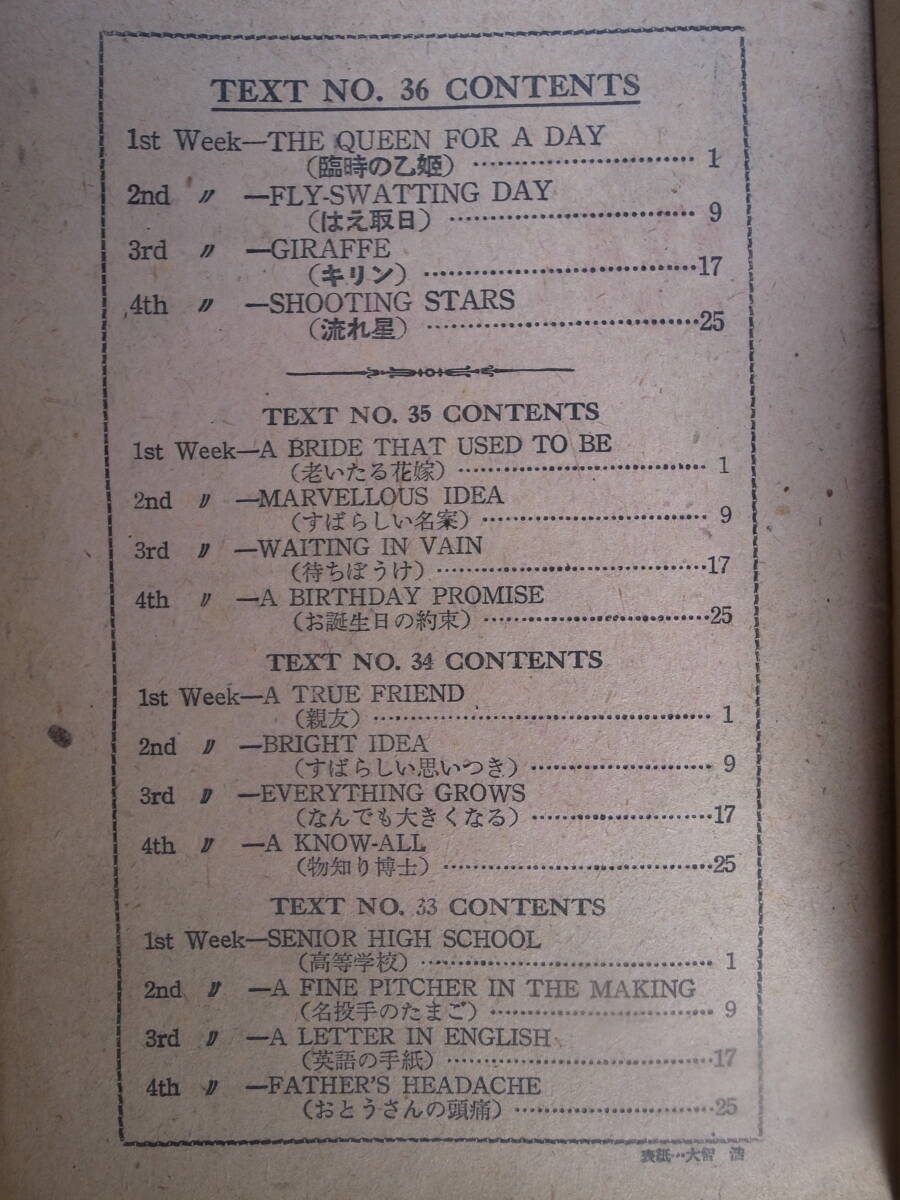 TEXT NO. 36 CONTENTS
1st Week—THE QUEEN FOR A DAY
(臨時の乙姫) ………………………… 1
2nd 〃 —FLY-SWATTING DAY
(はえ取日) ………………………… 9
3rd 〃 —GIRAFFE
(キリン) …………………………17
4th 〃 —SHOOTING STARS
(流れ星) …………………………25
TEXT NO. 35 CONTENTS
1st Week—A BRIDE THAT USED TO BE
(老いたる花嫁) ………………………… 1
2nd 〃 —MARVELLOUS IDEA
(すばらしい名案) ………………………… 9
3rd 〃 —WAITING IN VAIN
(待ちぼうけ) …………………………17
4th 〃 —A BIRTHDAY PROMISE
(お誕生日の約束) …………………………25
TEXT NO. 34 CONTENTS
1st Week—A TRUE FRIEND
(親友) ………………………… 1
2nd 〃 —BRIGHT IDEA
(すばらしい思いつき) ………………………… 9
3rd 〃 —EVERYTHING GROWS
(なんでも大きくなる) …………………………17
4th 〃 —A KNOW-ALL
(物知り博士) …………………………25
TEXT NO. 33 CONTENTS
1st Week—SENIOR HIGH SCHOOL
(高等学校) ………………………… 1
2nd 〃 —A FINE PITCHER IN THE MAKING
(名投手のたまご) ………………………… 9
3rd 〃 —A LETTER IN ENGLISH
(英語の手紙) …………………………17
4th 〃 —FATHER'S HEADACHE
(おとうさんの頭痛) …………………………25
表紙…大智 浩